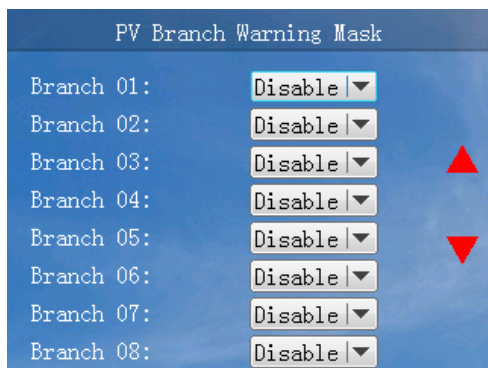 PV Branch Warning Mask
Branch 01: Disable
Branch 02: Disable
Branch 03: Disable
Branch 04: Disable
Branch 05: Disable
Branch 06: Disable
Branch 07: Disable
Branch 08: Disable